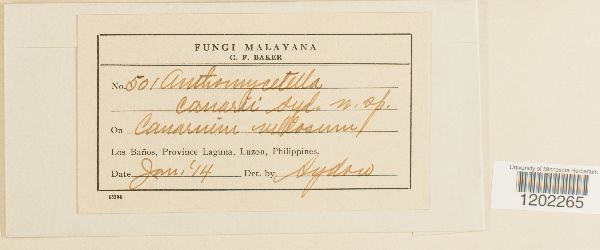 FUNGI MALAYANA
C. F. BAKER
No. 501 Anthomycetella
canarii Syd. n. sp.
On Canarium villosum
Los Baños, Province Laguna, Luzon, Philippines.
Date Jan. '14 Det. by Sydow
University of Minnesota Herbarium
1202265